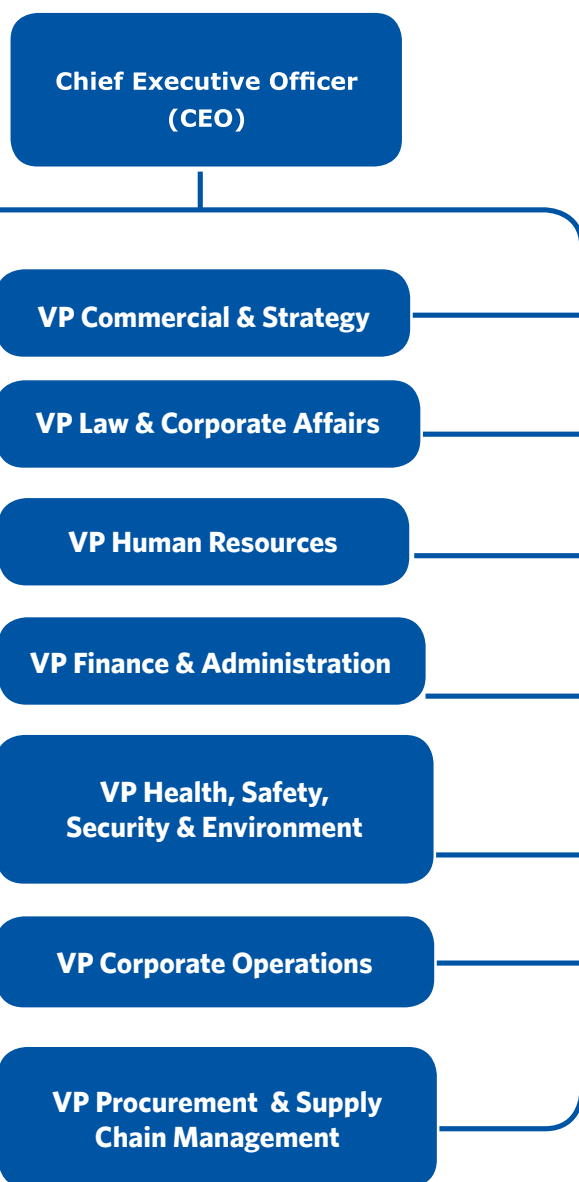 Chief Executive Officer
(CEO)
VP Commercial & Strategy
VP Law & Corporate Affairs
VP Human Resources
VP Finance & Administration
VP Health, Safety,
Security & Environment
VP Corporate Operations
VP Procurement & Supply
Chain Management